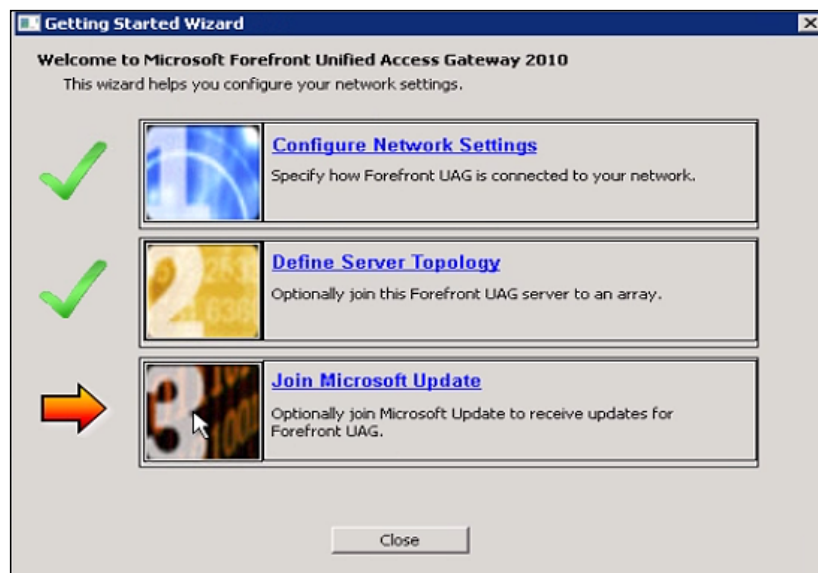 Getting Started Wizard
Welcome to Microsoft Forefront Unified Access Gateway 2010
This wizard helps you configure your network settings.
1
Configure Network Settings
Specify how Forefront UAG is connected to your network.
2
Define Server Topology
Optionally join this Forefront UAG server to an array.
3
Join Microsoft Update
Optionally join Microsoft Update to receive updates for
Forefront UAG.
Close